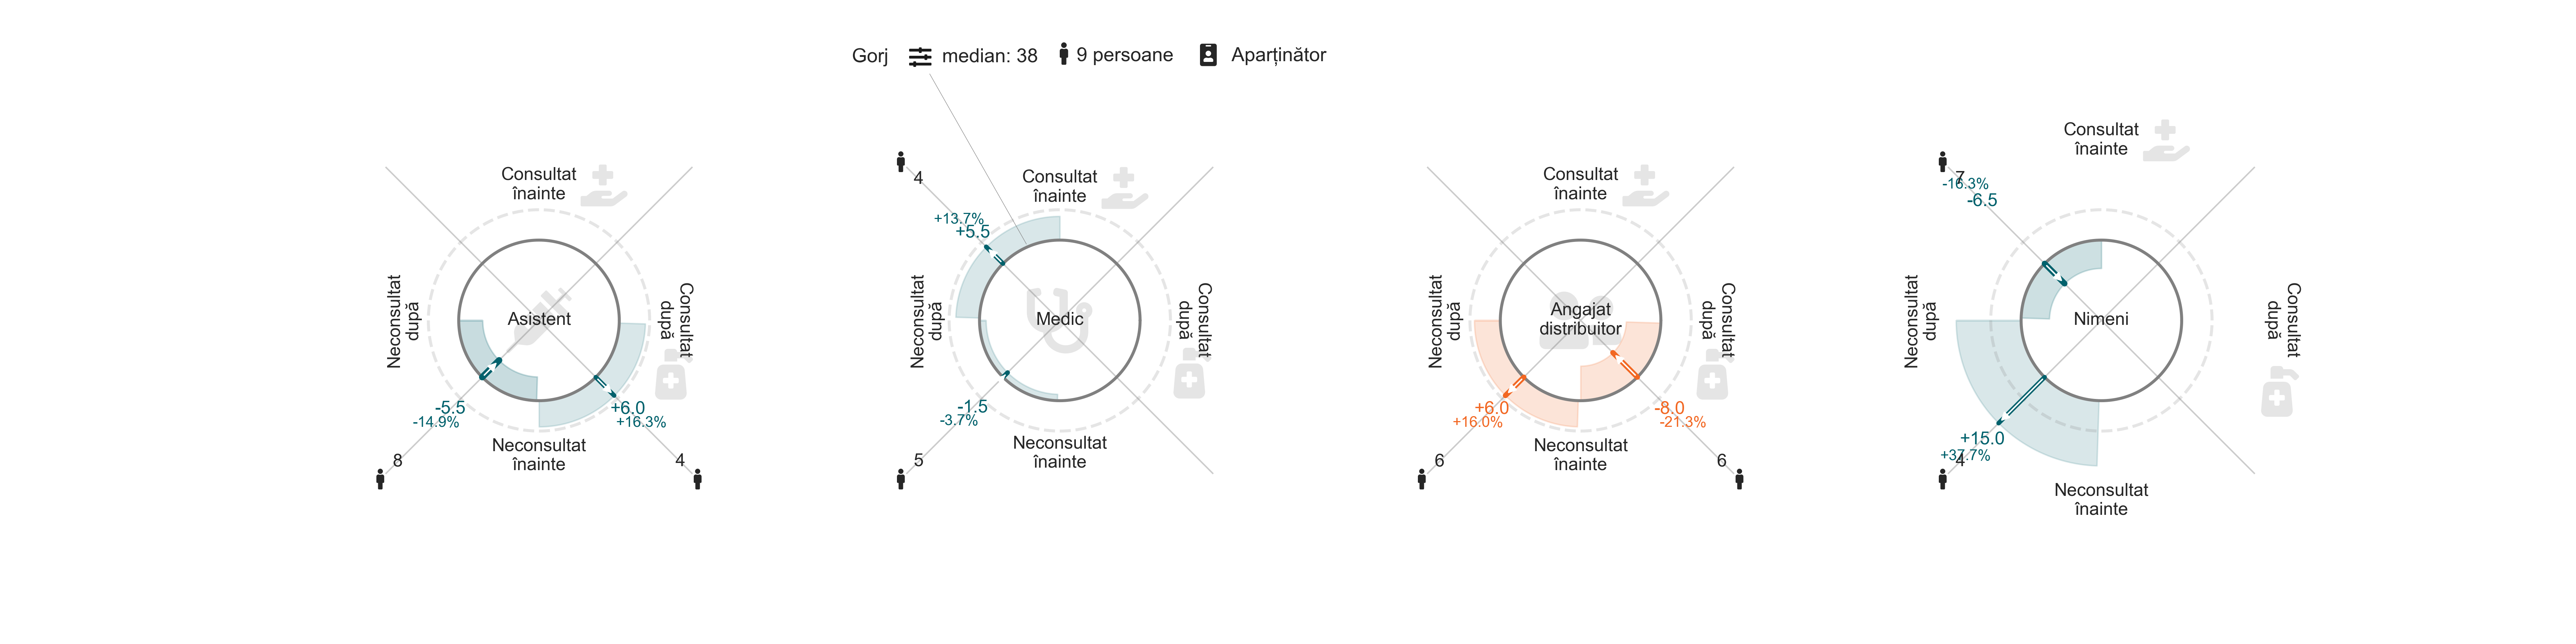 Gorj median: 38 9 persoane Aparținător
Consultat
înainte
Neconsultat
după
Asistent
Consultat
după
-5.5
-14.9%
+6.0
+16.3%
Neconsultat
înainte
8
4
4
+13.7%
+5.5
Consultat
înainte
Neconsultat
după
Medic
Consultat
după
-1.5
-3.7%
Neconsultat
înainte
5
Consultat
înainte
Neconsultat
după
Angajat
distribuitor
Consultat
după
+6.0
+16.0%
-8.0
-21.3%
Neconsultat
înainte
6
6
Consultat
înainte
7
-16.3%
-6.5
Neconsultat
după
Nimeni
Consultat
după
+15.0
+37.7%
4
Neconsultat
înainte